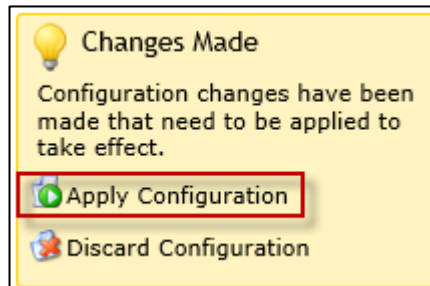 Changes Made
Configuration changes have been
made that need to be applied to
take effect.
Apply Configuration
Discard Configuration